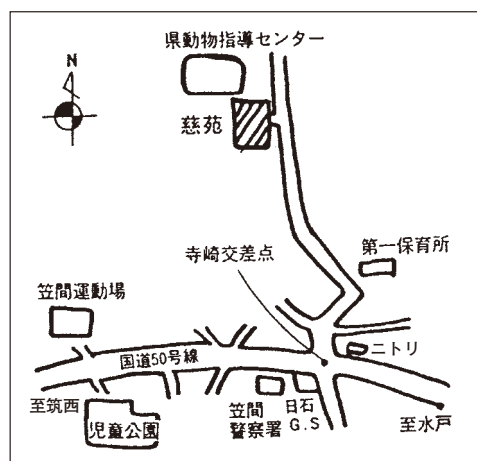 県動物指導センター
N
慈苑
第一保育所
寺崎交差点
笠間運動場
国道50号線
ニトリ
至筑西
児童公園
笠間
警察署
日石
G.S
至水戸